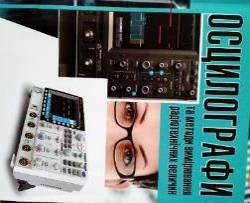 ОСЦИЛОГРАФИ
та методи вимірювання
радіотехнічних величин